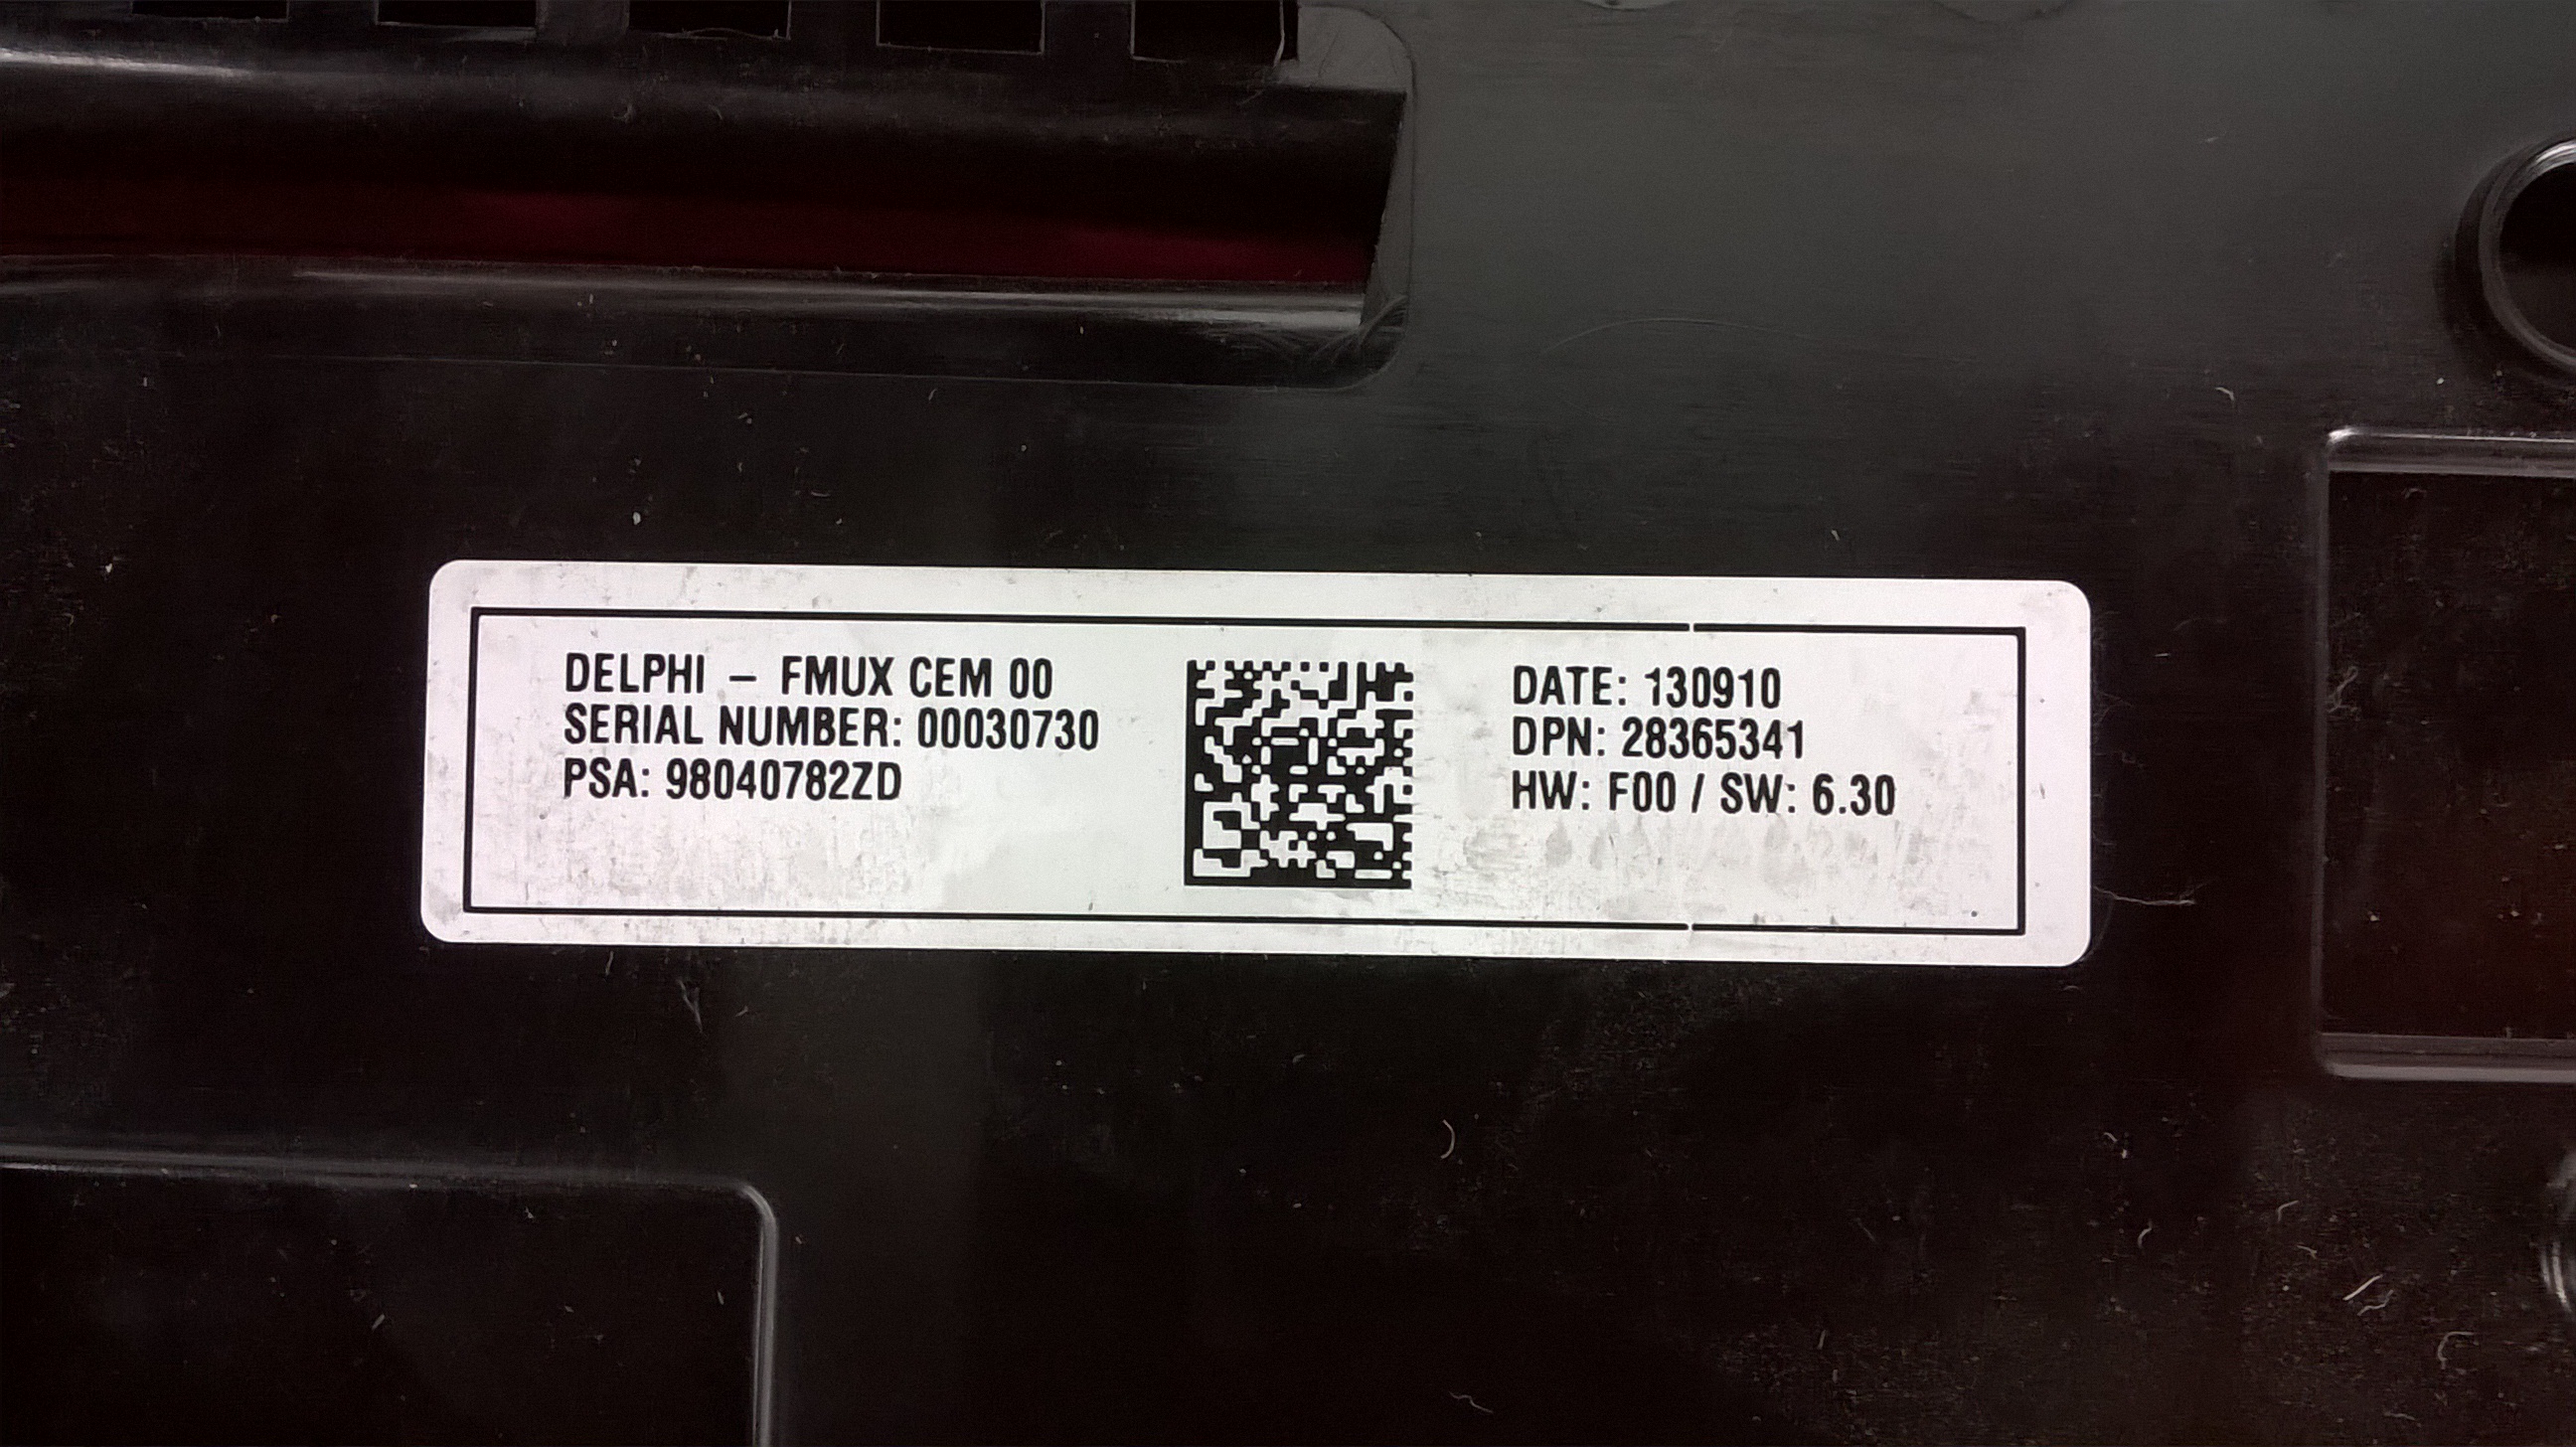 DELPHI – FMUX CEM 00
SERIAL NUMBER: 00030730
PSA: 98040782ZD
DATE: 130910
DPN: 28365341
HW: F00 / SW: 6.30